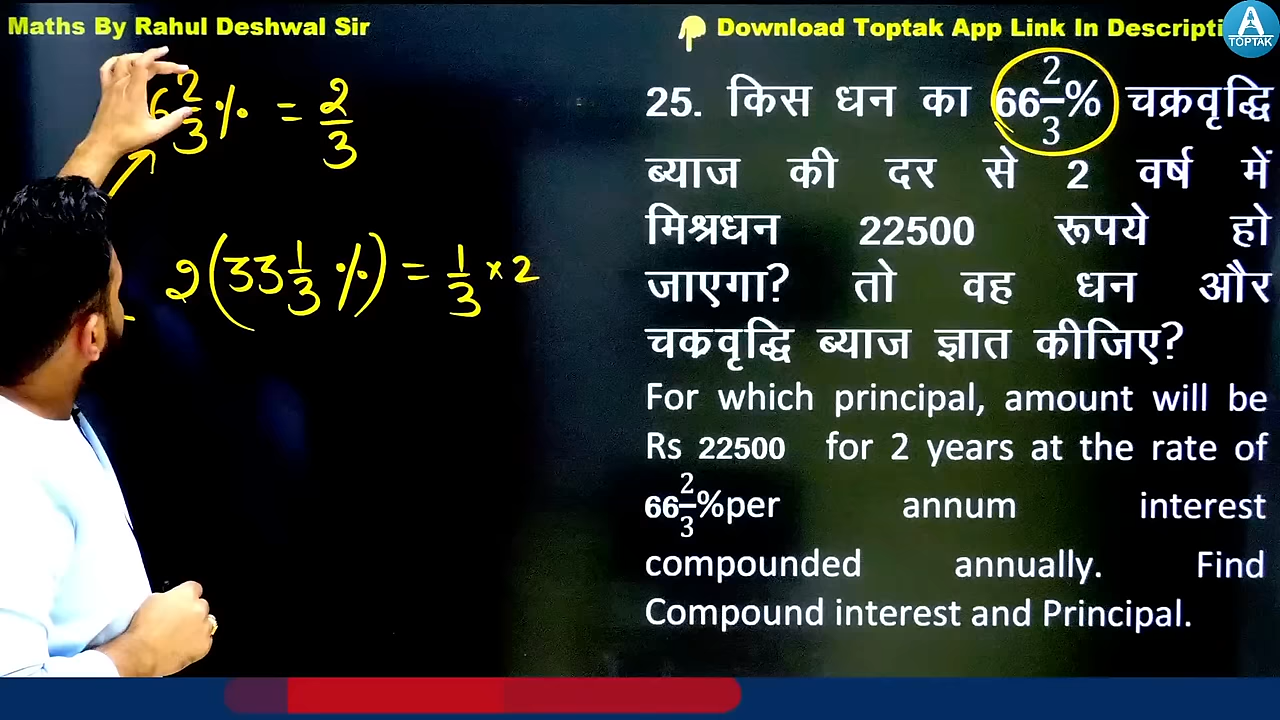 Maths By Rahul Deshwal Sir
Download Toptak App Link In Descripti
TOPTAK
6 2/3 % = 2/3
2(33 1/3 %) = 1/3 × 2
25. किस धन का 66 2/3% चक्रवृद्धि
ब्याज की दर से 2 वर्ष में
मिश्रधन 22500 रूपये हो
जाएगा? तो वह धन और
चकवृद्धि ब्याज ज्ञात कीजिए?
For which principal, amount will be
Rs 22500 for 2 years at the rate of
66 2/3%per annum interest
compounded annually. Find
Compound interest and Principal.